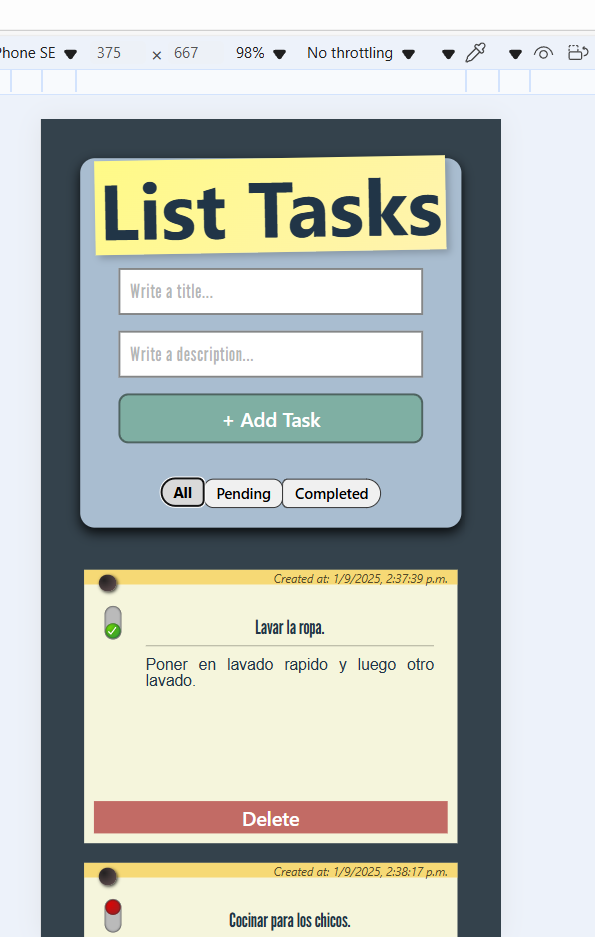 Phone SE 375 × 667 98% No throttling
List Tasks
Write a title...
Write a description...
+ Add Task
All Pending Completed
Created at: 1/9/2025, 2:37:39 p.m.
Lavar la ropa.
Poner en lavado rapido y luego otro
lavado.
Delete
Created at: 1/9/2025, 2:38:17 p.m.
Cocinar para los chicos.